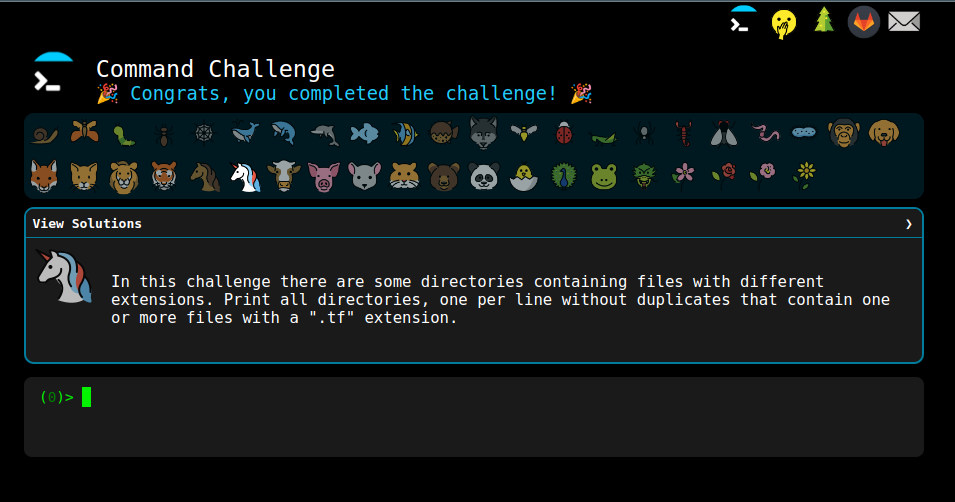 Command Challenge
🎉 Congrats, you completed the challenge! 🎉
View Solutions ❯
In this challenge there are some directories containing files with different
extensions. Print all directories, one per line without duplicates that contain one
or more files with a ".tf" extension.
(0)>